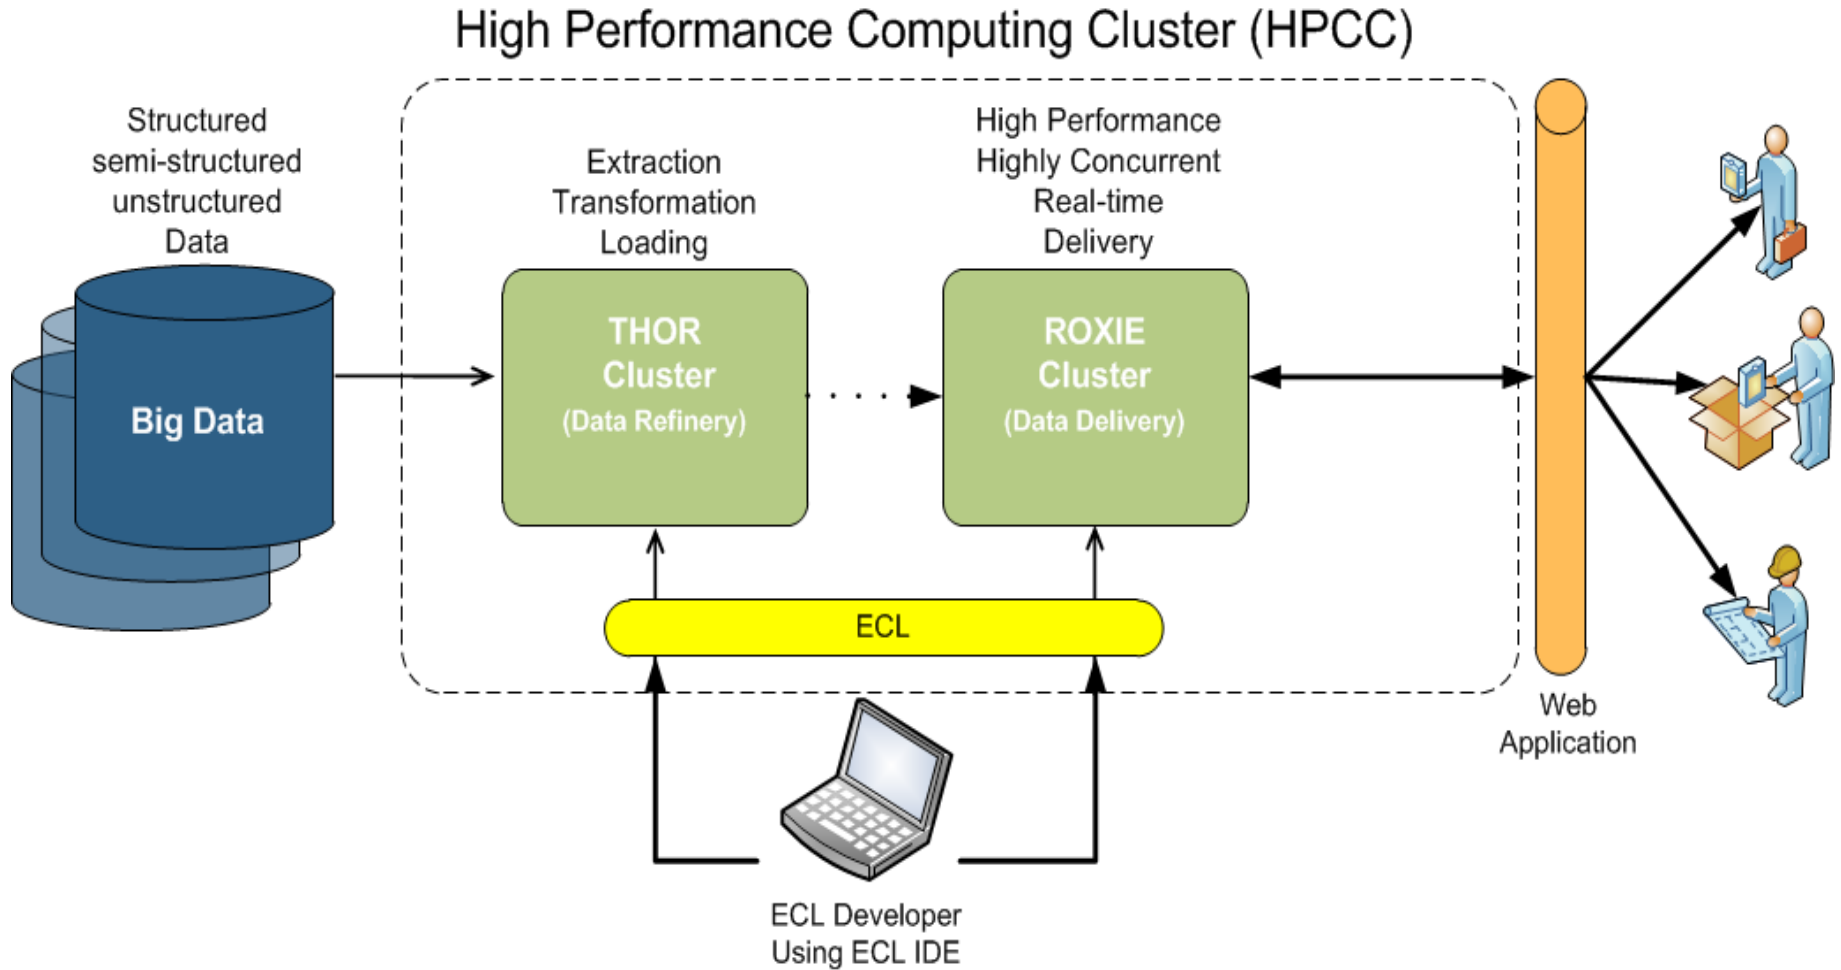 High Performance Computing Cluster (HPCC)
Structured
semi-structured
unstructured
Data
Big Data
Extraction
Transformation
Loading
THOR
Cluster
(Data Refinery)
High Performance
Highly Concurrent
Real-time
Delivery
ROXIE
Cluster
(Data Delivery)
ECL
ECL Developer
Using ECL IDE
Web
Application